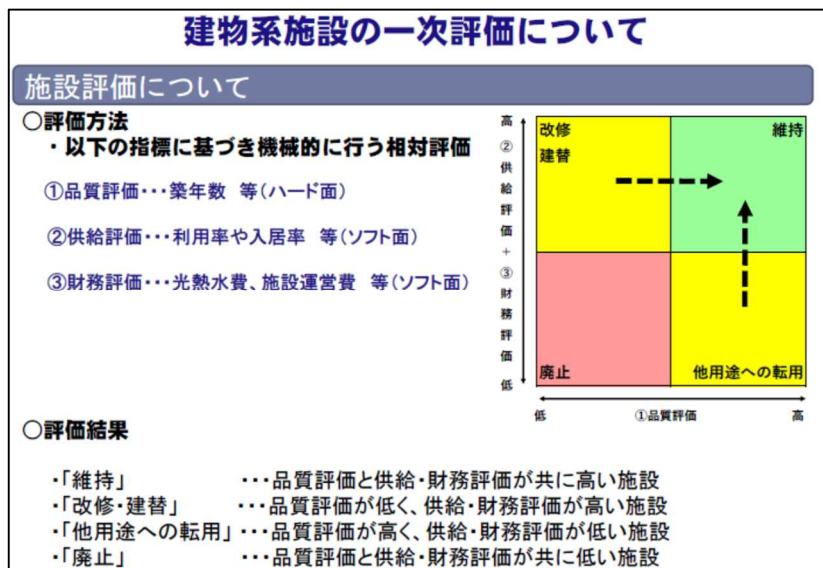 建物系施設の一次評価について
施設評価について
○評価方法
・以下の指標に基づき機械的に行う相対評価
①品質評価・・・築年数　等(ハード面)
②供給評価・・・利用率や入居率　等(ソフト面)
③財務評価・・・光熱水費、施設運営費　等(ソフト面)
高
②供給評価+③財務評価
低
改修
建替
維持
廃止
他用途への転用
低
①品質評価
高
○評価結果
・「維持」　・・・品質評価と供給・財務評価が共に高い施設
・「改修・建替」　・・・品質評価が低く、供給・財務評価が高い施設
・「他用途への転用」・・・品質評価が高く、供給・財務評価が低い施設
・「廃止」　・・・品質評価と供給・財務評価が共に低い施設